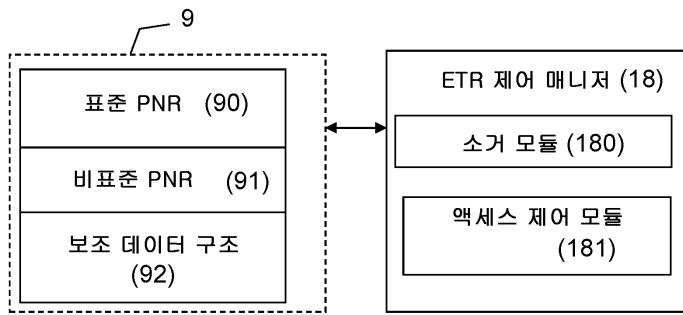 9
표준 PNR (90)
비표준 PNR (91)
보조 데이터 구조
(92)
ETR 제어 매니저 (18)
소거 모듈 (180)
액세스 제어 모듈
(181)